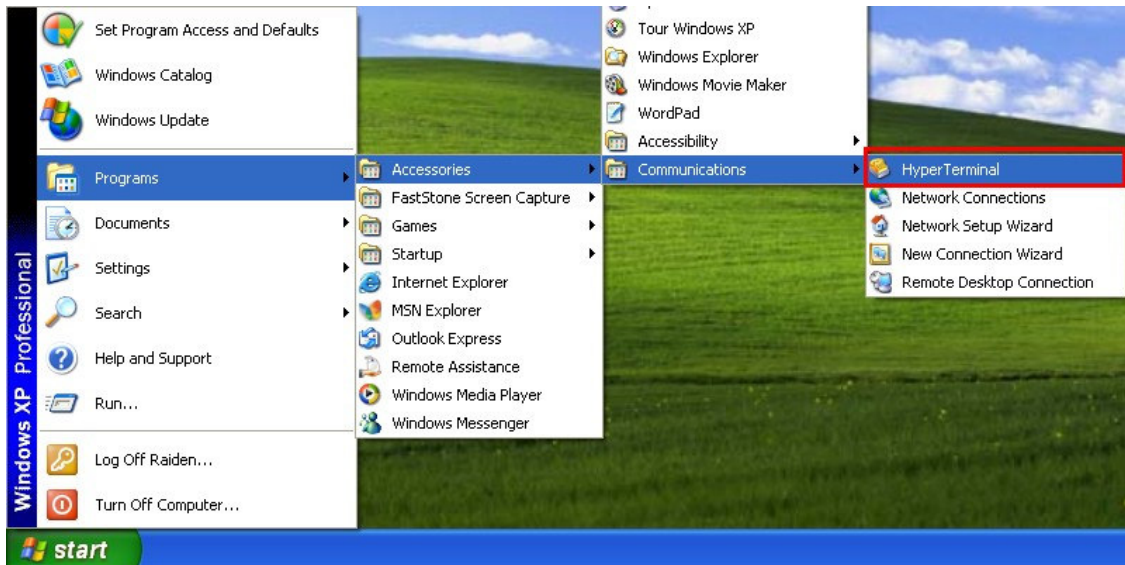 Set Program Access and Defaults
Windows Catalog
Windows Update
Programs
Documents
Settings
Search
Help and Support
Run...
Log Off Raiden...
Turn Off Computer...
Windows XP Professional
start
Accessories
FastStone Screen Capture
Games
Startup
Internet Explorer
MSN Explorer
Outlook Express
Remote Assistance
Windows Media Player
Windows Messenger
Tour Windows XP
Windows Explorer
Windows Movie Maker
WordPad
Accessibility
Communications
HyperTerminal
Network Connections
Network Setup Wizard
New Connection Wizard
Remote Desktop Connection